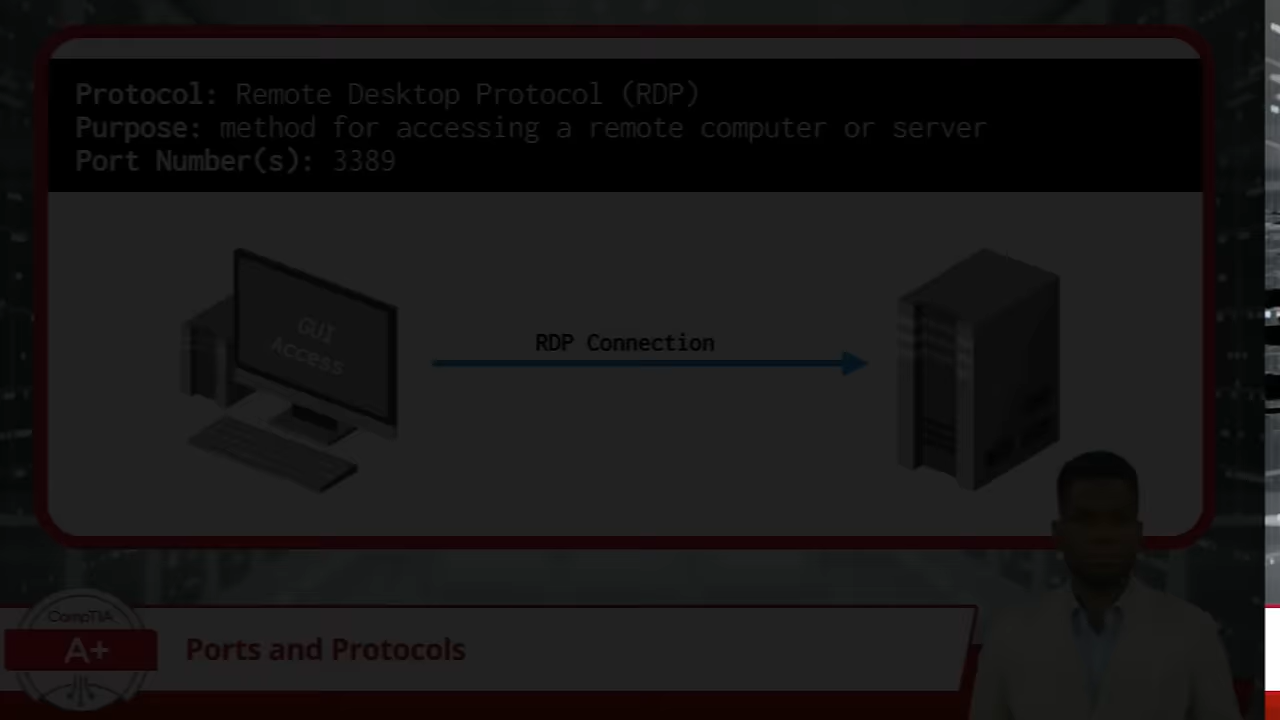 Protocol: Remote Desktop Protocol (RDP)
Purpose: method for accessing a remote computer or server
Port Number(s): 3389
GUI
Access
RDP Connection
CompTIA
A+
Ports and Protocols